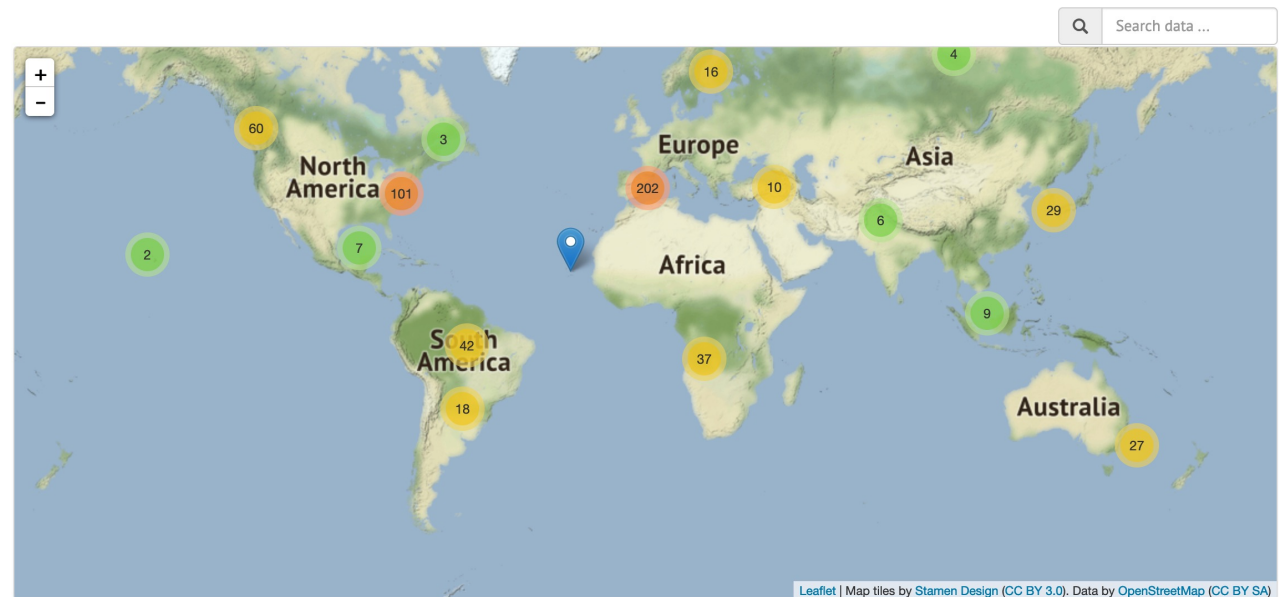 Search data ...
+
-
4
16
60
3
Europe
Asia
North
America
101
202
10
29
6
2
7
Africa
9
South
42
America
37
18
Australia
27
Leaflet | Map tiles by Stamen Design (CC BY 3.0). Data by OpenStreetMap (CC BY SA)